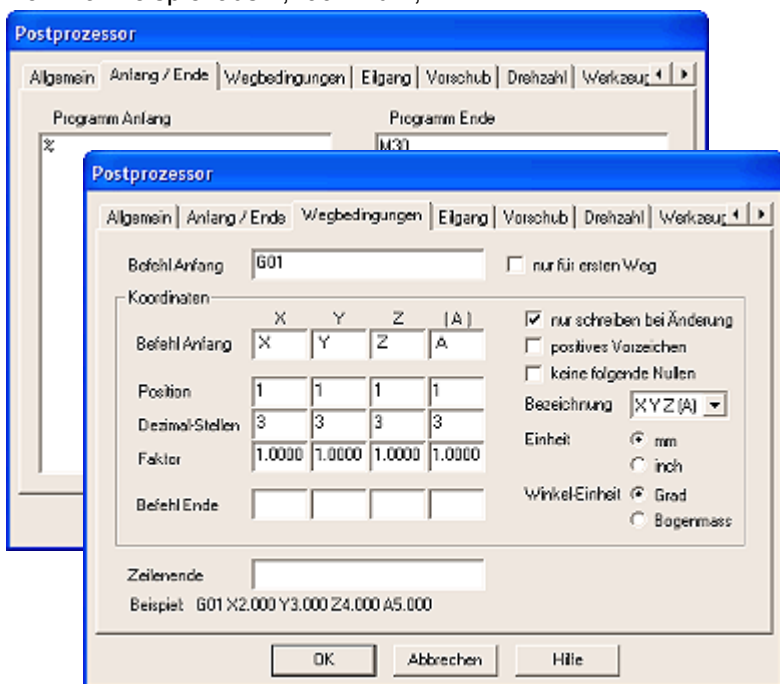 Postprozessor
Allgemein Anfang / Ende Wegbedingungen Eilgang Vorschub Drehzahl Werkzeug
Programm Anfang Programm Ende
% M30
Postprozessor
Allgemein Anfang / Ende Wegbedingungen Eilgang Vorschub Drehzahl Werkzeug
Befehl Anfang G01 nur für ersten Weg
Koordinaten
X Y Z (A) nur schreiben bei Änderung
Befehl Anfang X Y Z A positives Vorzeichen
keine folgende Nullen
Position 1 1 1 1 Bezeichnung X Y Z (A)
Dezimal-Stellen 3 3 3 3
Faktor 1.0000 1.0000 1.0000 1.0000 Einheit mm
inch
Befehl Ende Winkel-Einheit Grad
Bogenmass
Zeilenende
Beispiel: G01 X2.000 Y3.000 Z4.000 A5.000
OK Abbrechen Hilfe